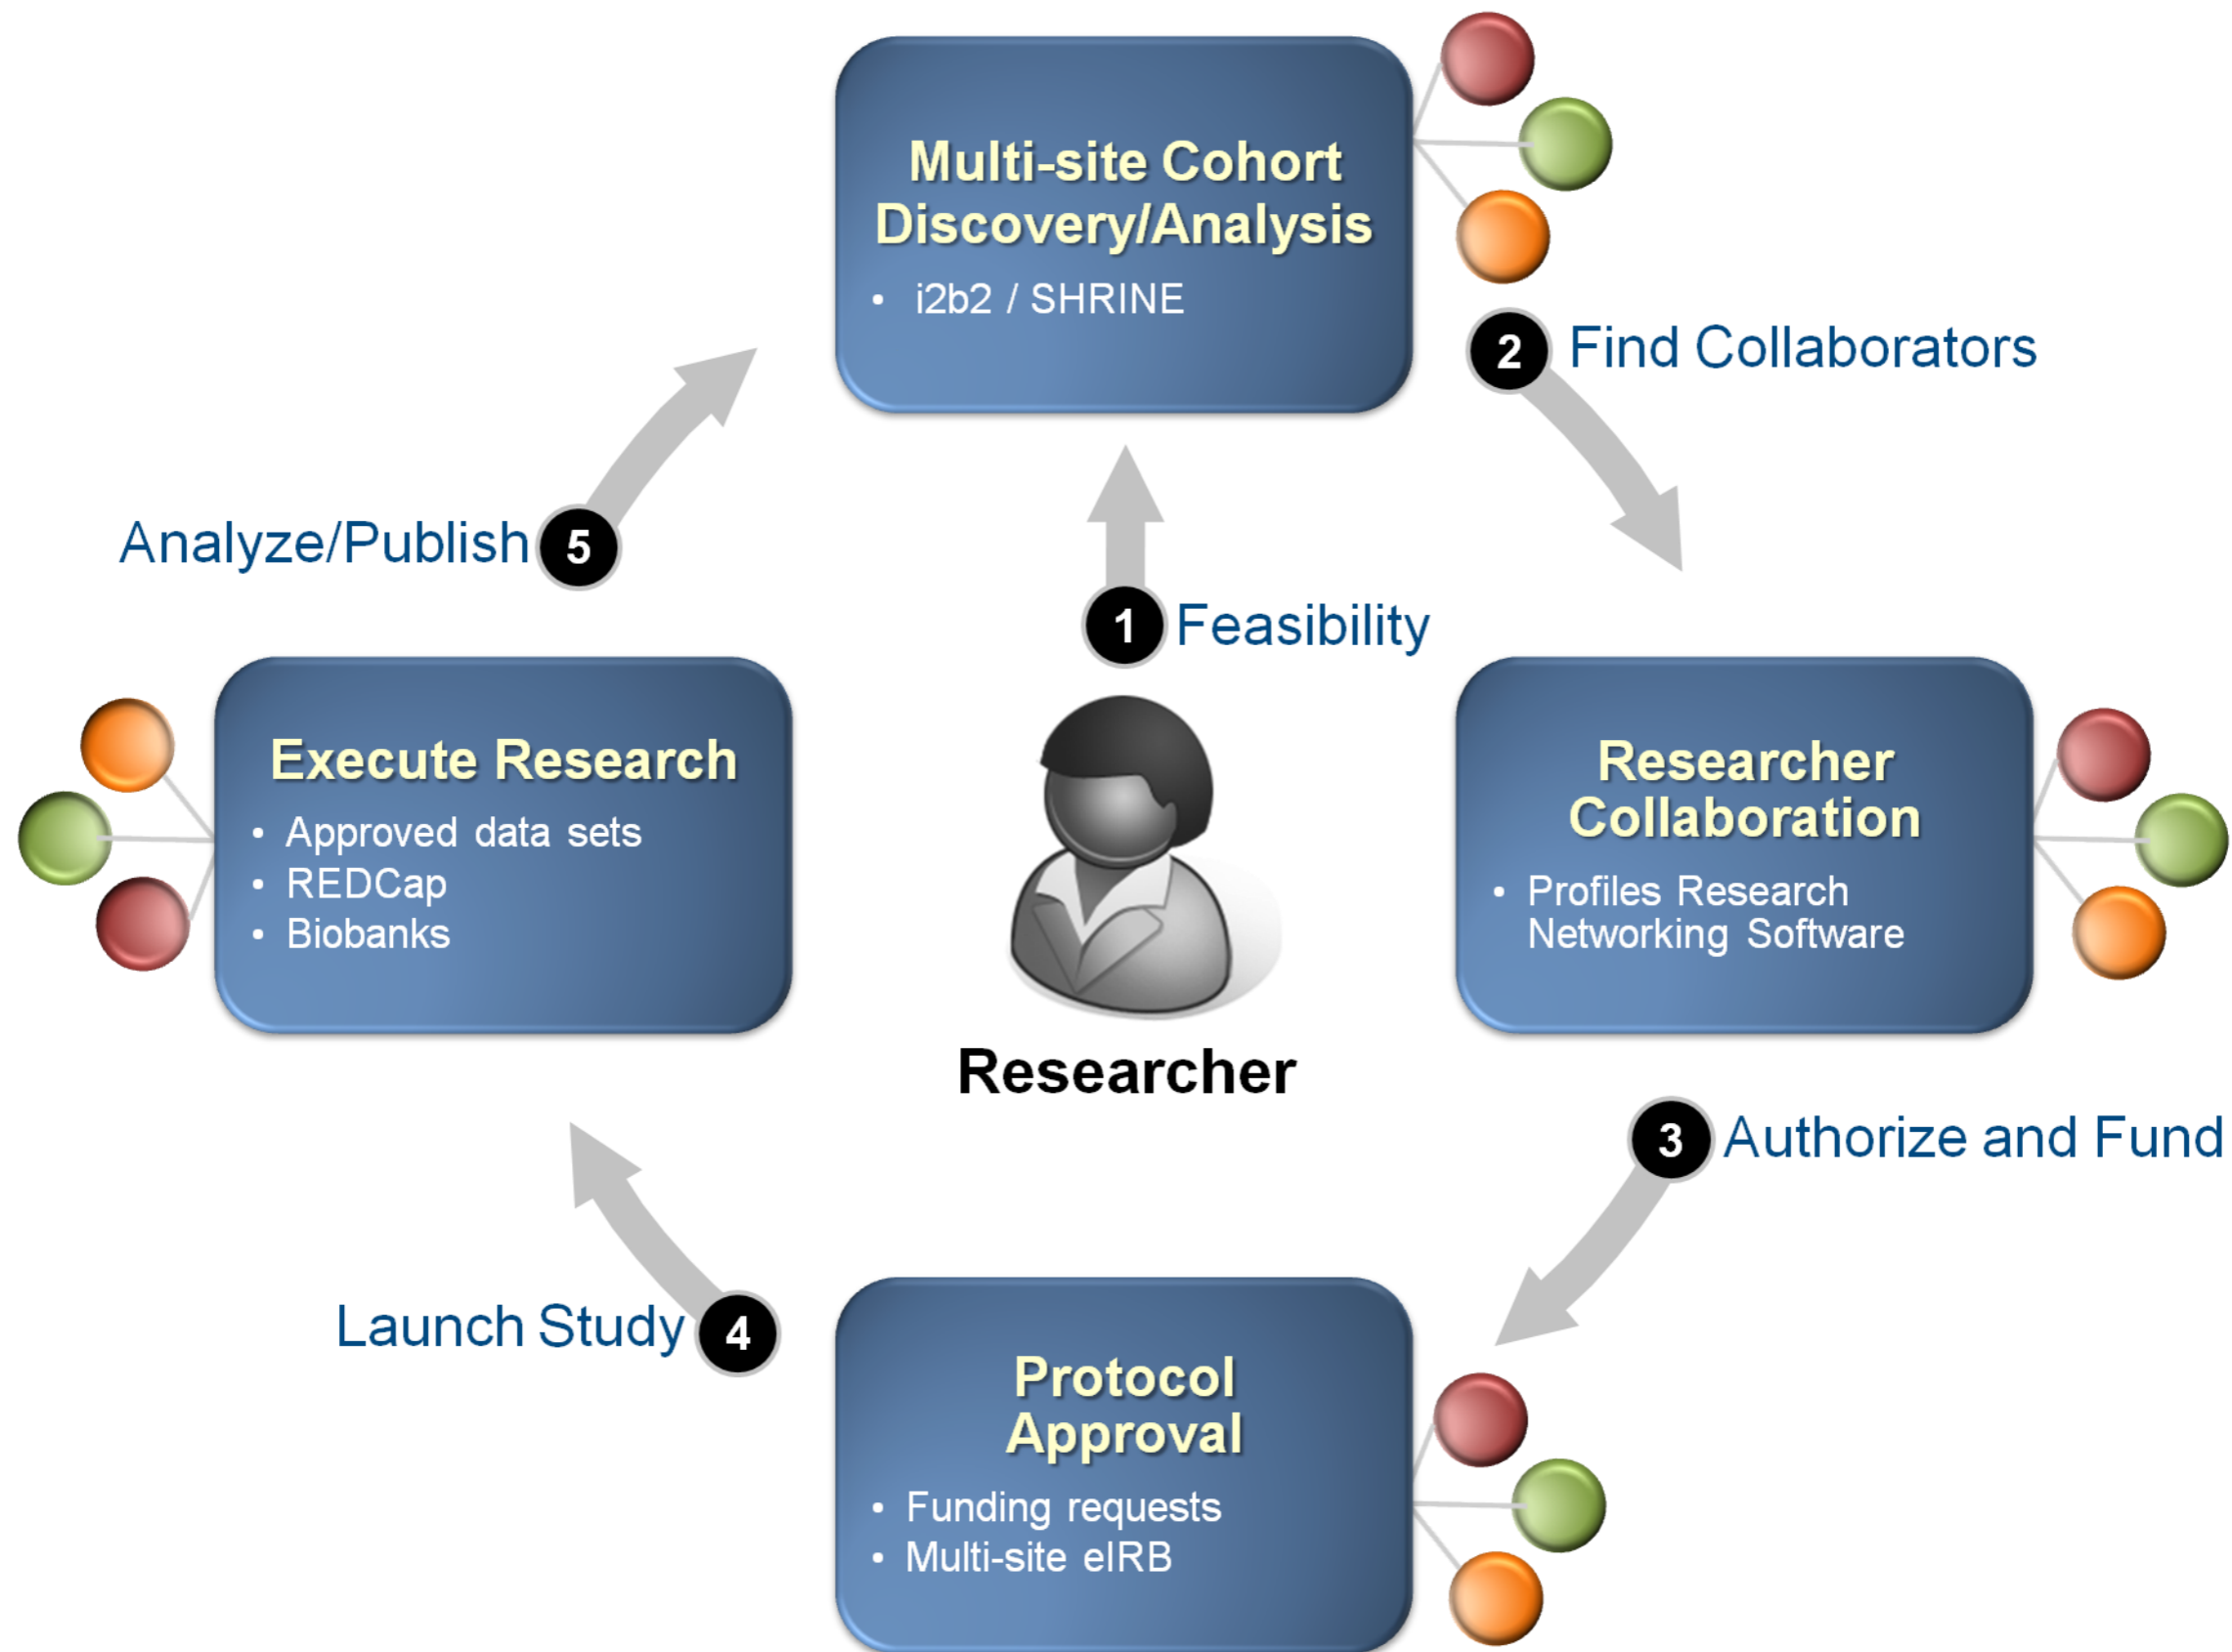 Multi-site Cohort
Discovery/Analysis
• i2b2 / SHRINE
2 Find Collaborators
Analyze/Publish 5
1 Feasibility
Execute Research
• Approved data sets
• REDCap
• Biobanks
Researcher
Collaboration
• Profiles Research
Networking Software
Researcher
3 Authorize and Fund
Launch Study 4
Protocol
Approval
• Funding requests
• Multi-site eIRB